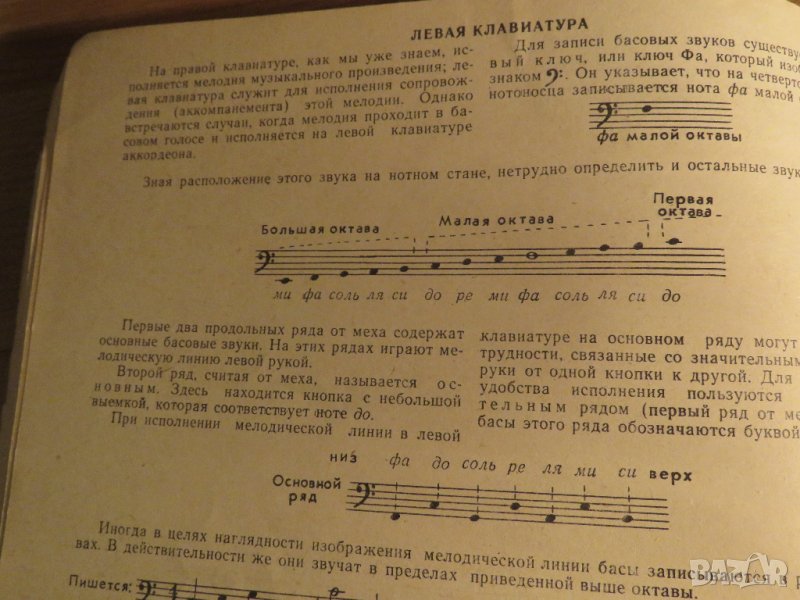 ЛЕВАЯ КЛАВИАТУРА
На правой клавиатуре, как мы уже знаем, ис-
полняется мелодия музыкального произведения; ле-
вая клавиатура служит для исполнения сопровож-
дения (аккомпанемента) этой мелодии. Однако
встречаются случаи, когда мелодия проходит в ба-
совом голосе и исполняется на левой клавиатуре
аккордеона.
Для записи басовых звуков существу
вый ключ, или ключ Фа, который изоб
знаком 𝄢: . Он указывает, что на четверто
нотоносца записывается нота фа малой
фа малой октавы
Зная расположение этого звука на нотном стане, нетрудно определить и остальные звук
Большая октава Малая октава Первая
октава
ми фа соль ля си до ре ми фа соль ля си до
Первые два продольных ряда от меха содержат
основные басовые звуки. На этих рядах играют ме-
лодическую линию левой рукой.
Второй ряд, считая от меха, называется ос-
новным. Здесь находится кнопка с небольшой
выемкой, которая соответствует ноте до.
При исполнении мелодической линии в левой
клавиатуре на основном ряду могут
трудности, связанные со значительным
руки от одной кнопки к другой. Для
удобства исполнения пользуются
тельным рядом (первый ряд от ме
басы этого ряда обозначаются буквой
низ фа до соль ре ля ми си верх
Основной
ряд
Иногда в целях наглядности изображения мелодической линии басы записываются в р
вах. В действительности же они звучат в пределах приведенной выше октавы.
Пишется:
BAZAR